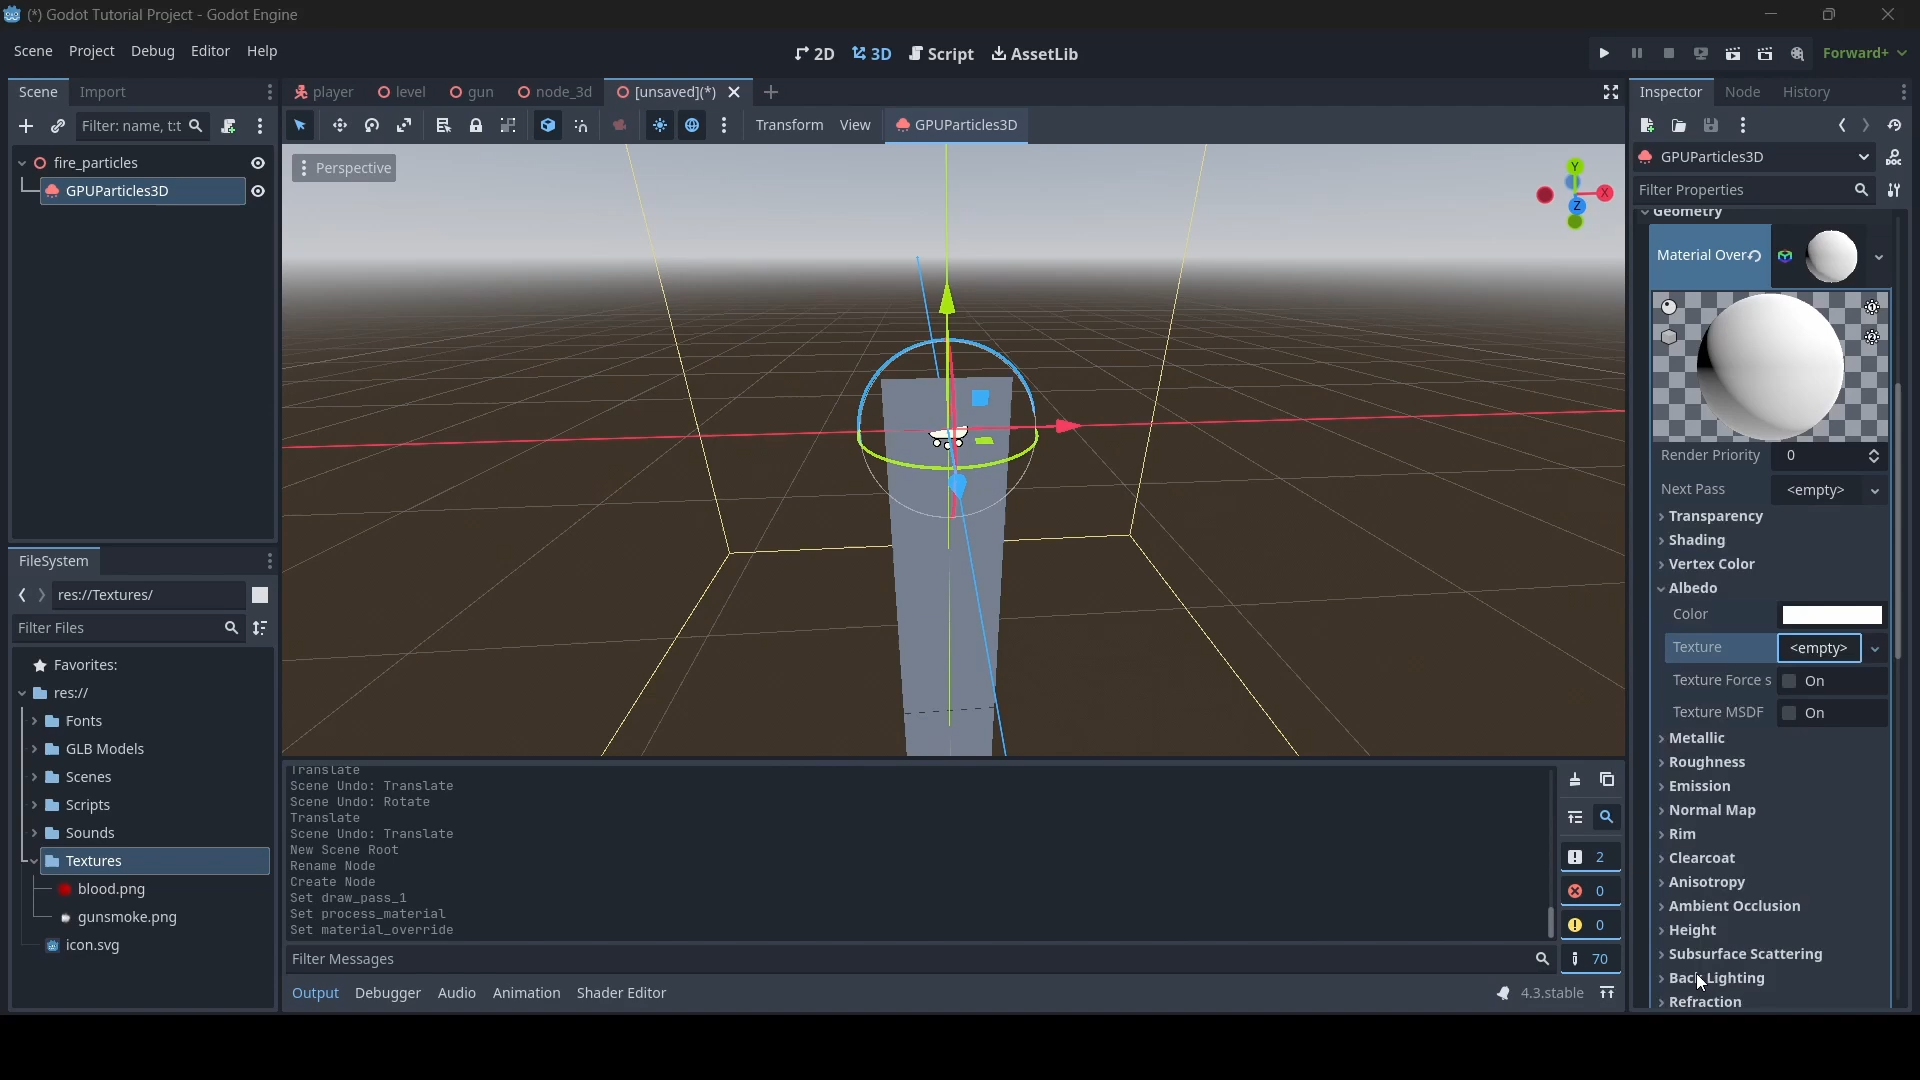 (*) Godot Tutorial Project - Godot Engine
Scene Project Debug Editor Help
2D 3D Script AssetLib
Forward+
Scene Import
Filter: name, t:t
fire_particles
GPUParticles3D
FileSystem
res://Textures/
Filter Files
Favorites:
res://
Fonts
GLB Models
Scenes
Scripts
Sounds
Textures
blood.png
gunsmoke.png
icon.svg
player level gun node_3d [unsaved](*)
Transform View GPUParticles3D
Perspective
Y
X
Z
Translate
Scene Undo: Translate
Scene Undo: Rotate
Translate
Scene Undo: Translate
New Scene Root
Rename Node
Create Node
Set draw_pass_1
Set process_material
Set material_override
2
0
0
70
Filter Messages
Output Debugger Audio Animation Shader Editor
4.3.stable
Inspector Node History
GPUParticles3D
Filter Properties
Geometry
Material Over
Render Priority 0
Next Pass <empty>
Transparency
Shading
Vertex Color
Albedo
Color
Texture <empty>
Texture Force s On
Texture MSDF On
Metallic
Roughness
Emission
Normal Map
Rim
Clearcoat
Anisotropy
Ambient Occlusion
Height
Subsurface Scattering
Back Lighting
Refraction